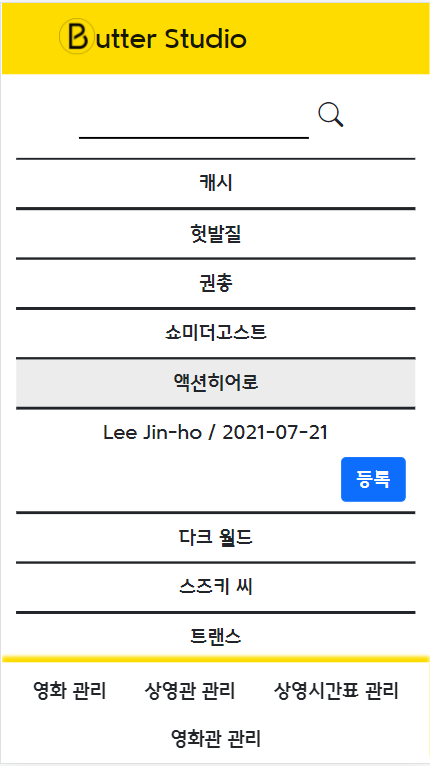 Butter Studio
캐시
헛발질
권총
쇼미더고스트
액션히어로
Lee Jin-ho / 2021-07-21
등록
다크 월드
스즈키 씨
트랜스
영화 관리 상영관 관리 상영시간표 관리
영화관 관리